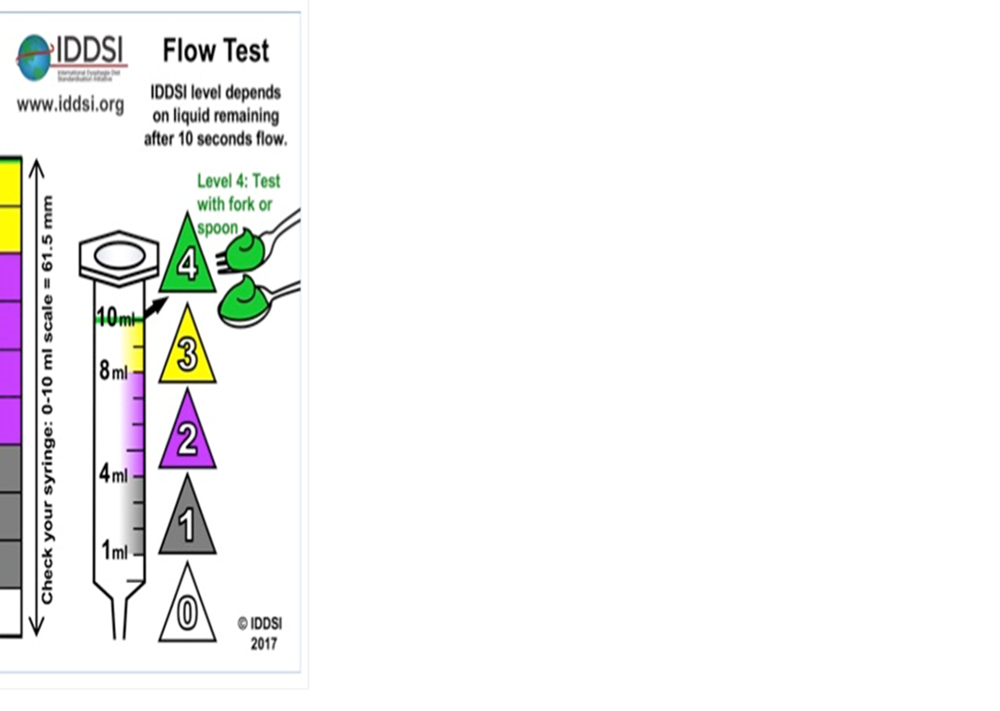 IDDSI
International Dysphagia Diet
Standardisation Initiative
www.iddsi.org
Flow Test
IDDSI level depends
on liquid remaining
after 10 seconds flow.
Level 4: Test
with fork or
spoon
Check your syringe: 0-10 ml scale = 61.5 mm
10ml
8ml
4ml
1ml
4
3
2
1
0
© IDDSI
2017